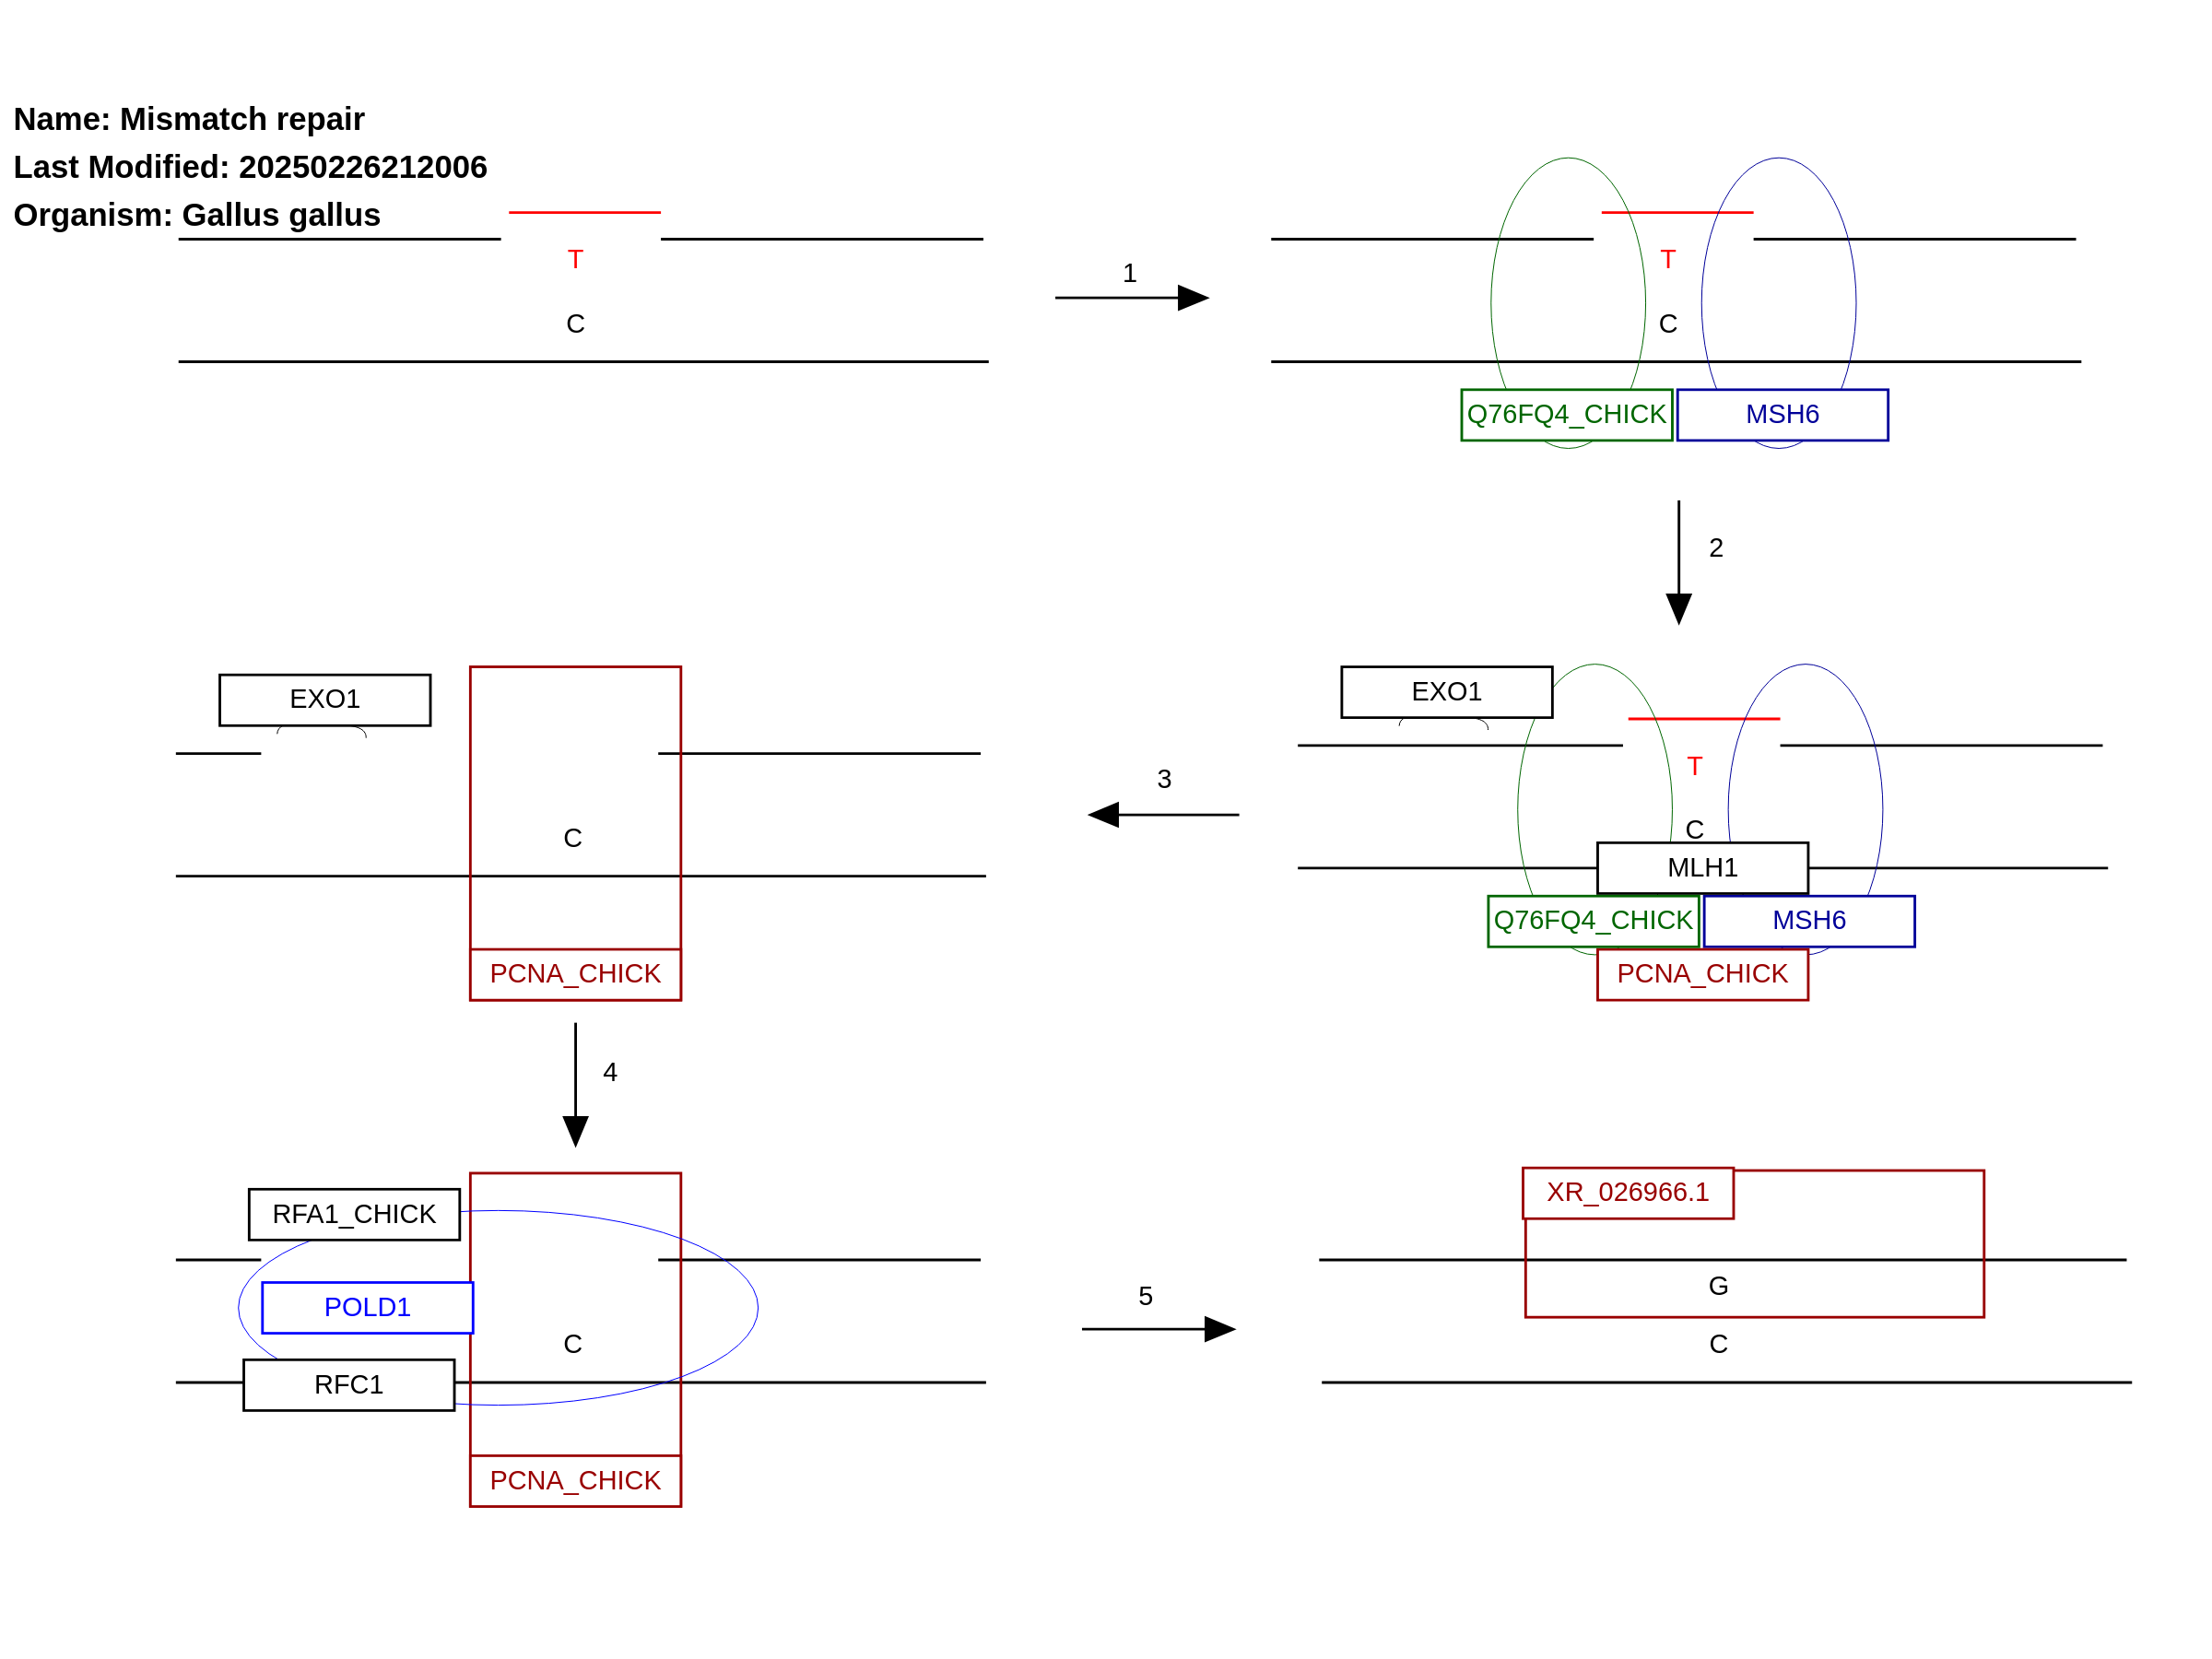 Name: Mismatch repair
Last Modified: 20250226212006
Organism: Gallus gallus
T
C
1
T
C
Q76FQ4_CHICK
MSH6
2
EXO1
T
C
MLH1
Q76FQ4_CHICK
MSH6
PCNA_CHICK
3
EXO1
C
PCNA_CHICK
4
RFA1_CHICK
POLD1
C
RFC1
PCNA_CHICK
5
XR_026966.1
G
C